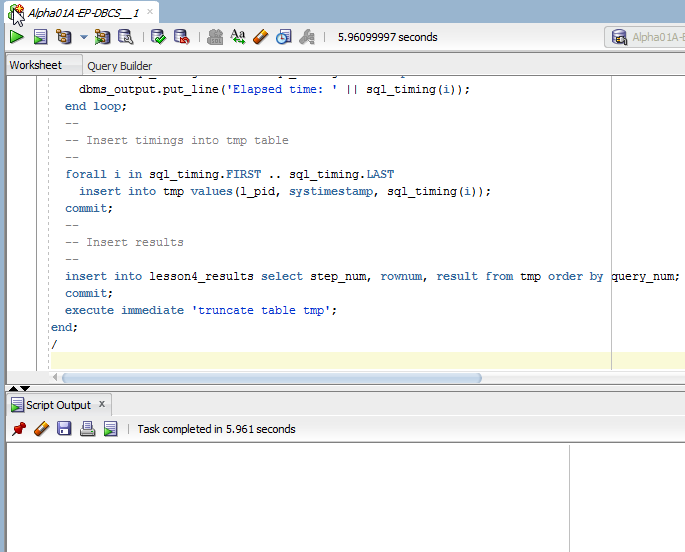 Alpha01A-EP-DBCS__1
5.96099997 seconds
Alpha01A-E
Worksheet Query Builder
dbms_output.put_line('Elapsed time: ' || sql_timing(i));
end loop;
--
-- Insert timings into tmp table
--
forall i in sql_timing.FIRST .. sql_timing.LAST
insert into tmp values(l_pid, systimestamp, sql_timing(i));
commit;
--
-- Insert results
--
insert into lesson4_results select step_num, rownum, result from tmp order by query_num;
commit;
execute immediate 'truncate table tmp';
end;
/
Script Output x
Task completed in 5.961 seconds